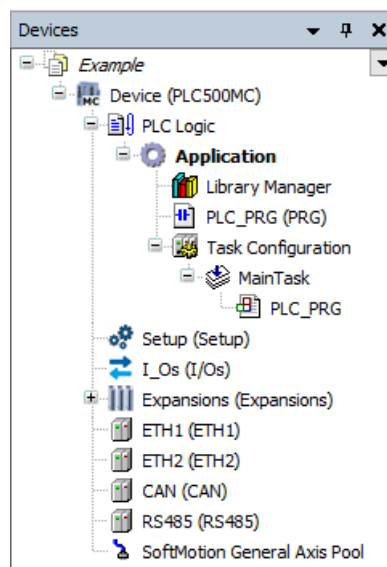 Devices
Example
MC Device (PLC500MC)
PLC Logic
Application
Library Manager
PLC_PRG (PRG)
Task Configuration
MainTask
PLC_PRG
Setup (Setup)
I_Os (I/Os)
Expansions (Expansions)
ETH1 (ETH1)
ETH2 (ETH2)
CAN (CAN)
RS485 (RS485)
SoftMotion General Axis Pool